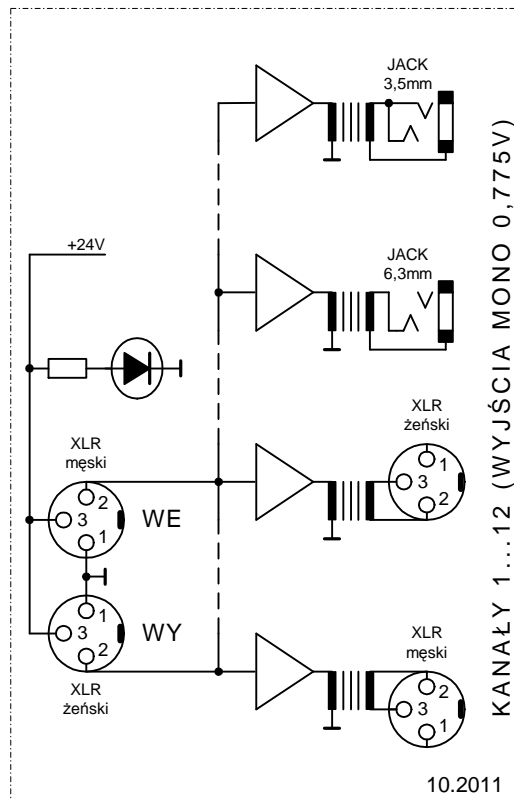 JACK
3,5mm
+24V
JACK
6,3mm
XLR
męski
2
3
1
WE
XLR
żeński
1
3
2
1
3
2
WY
XLR
żeński
XLR
męski
2
3
1
KANAŁY 1...12 (WYJŚCIA MONO 0,775V)
10.2011